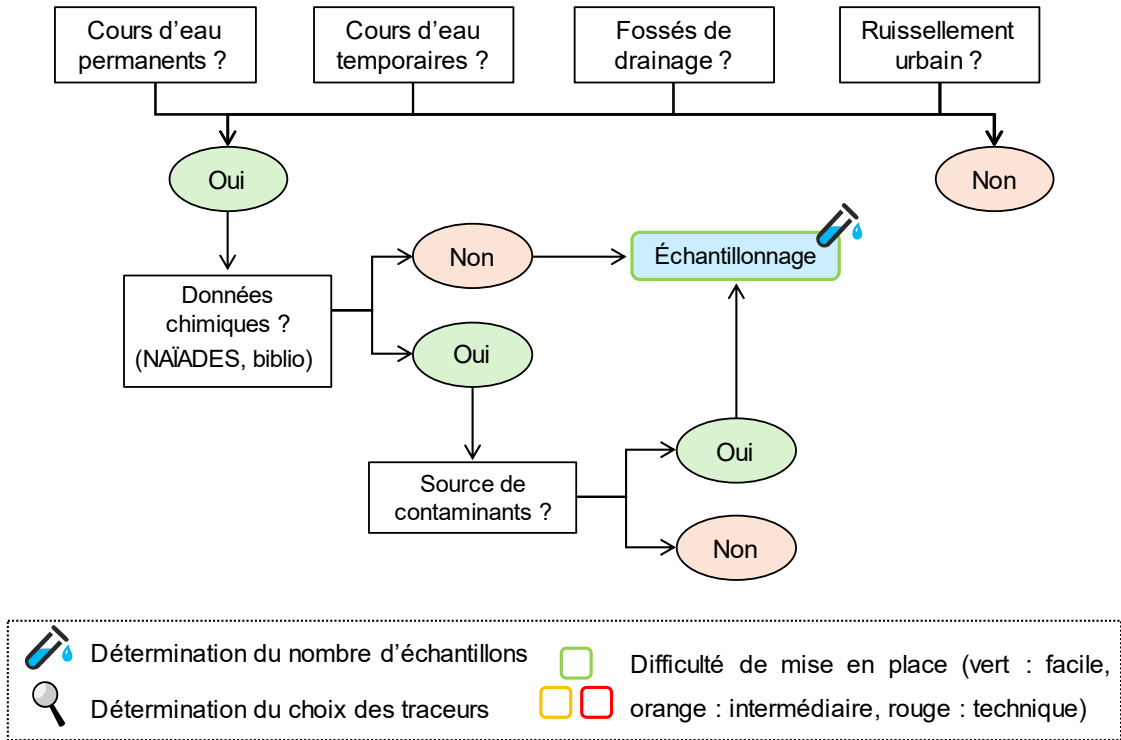 Cours d’eau
permanents ?
Cours d’eau
temporaires ?
Fossés de
drainage ?
Ruissellement
urbain ?
Oui
Non
Non
Échantillonnage
Données
chimiques ?
(NAÏADES, biblio)
Oui
Oui
Source de
contaminants ?
Non
Détermination du nombre d’échantillons
Détermination du choix des traceurs
Difficulté de mise en place (vert : facile,
orange : intermédiaire, rouge : technique)